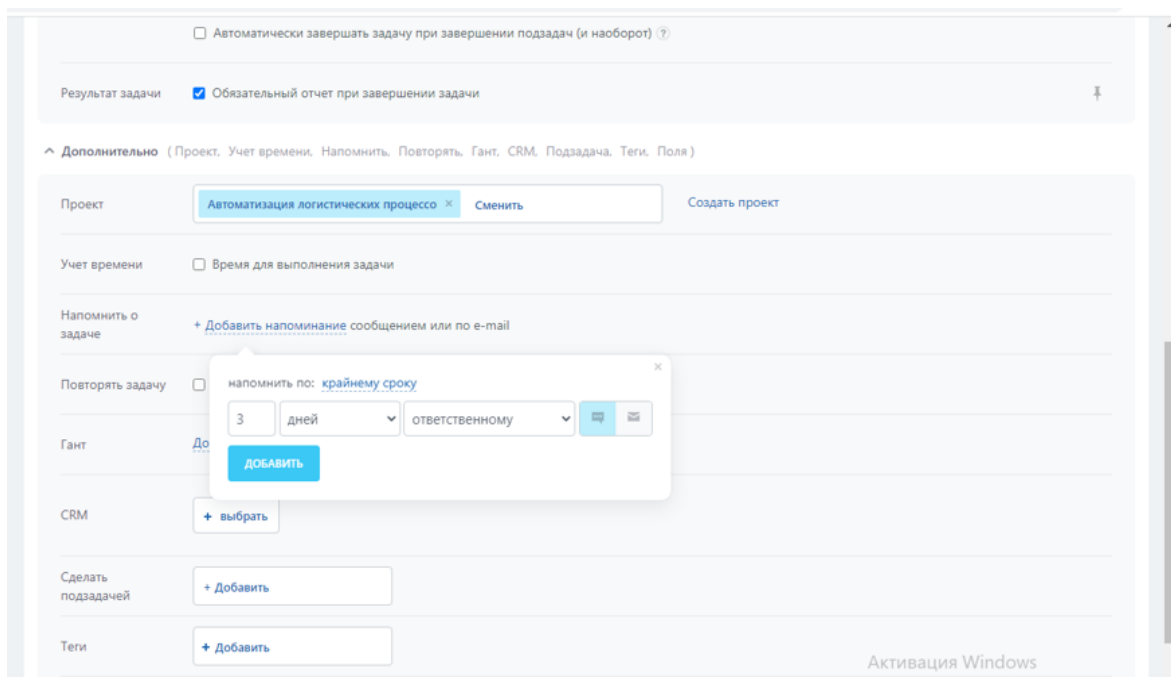 Автоматически завершать задачу при завершении подзадач (и наоборот) ?
Результат задачи Обязательный отчет при завершении задачи
Дополнительно (Проект, Учет времени, Напомнить, Повторять, Гант, CRM, Подзадача, Теги, Поля)
Проект Автоматизация логистических процессо × Сменить Создать проект
Учет времени Время для выполнения задачи
Напомнить о
задаче
+ Добавить напоминание сообщением или по e-mail
Повторять задачу
напомнить по: крайнему сроку
3 дней ответственному
Гант До
ДОБАВИТЬ
CRM + выбрать
Сделать
подзадачей
+ Добавить
Теги + Добавить
Активация Windows